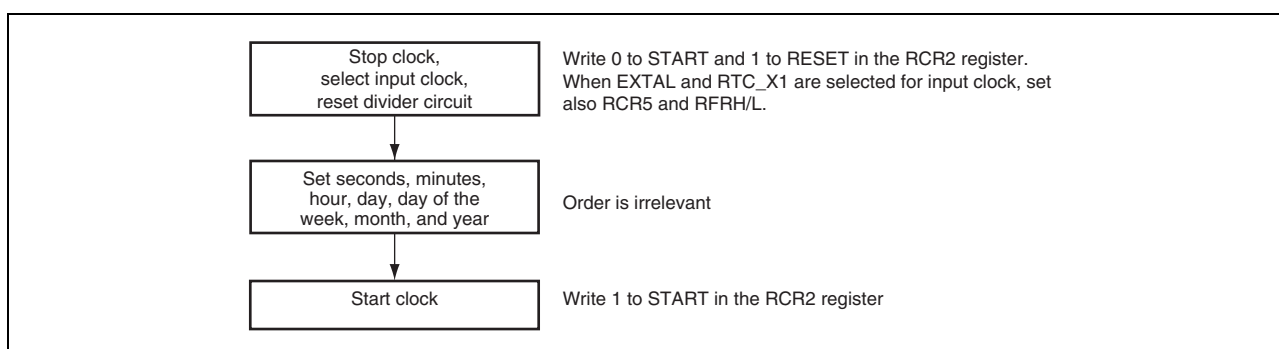 Stop clock,
select input clock,
reset divider circuit
Write 0 to START and 1 to RESET in the RCR2 register.
When EXTAL and RTC_X1 are selected for input clock, set
also RCR5 and RFRH/L.
Set seconds, minutes,
hour, day, day of the
week, month, and year
Order is irrelevant
Start clock
Write 1 to START in the RCR2 register